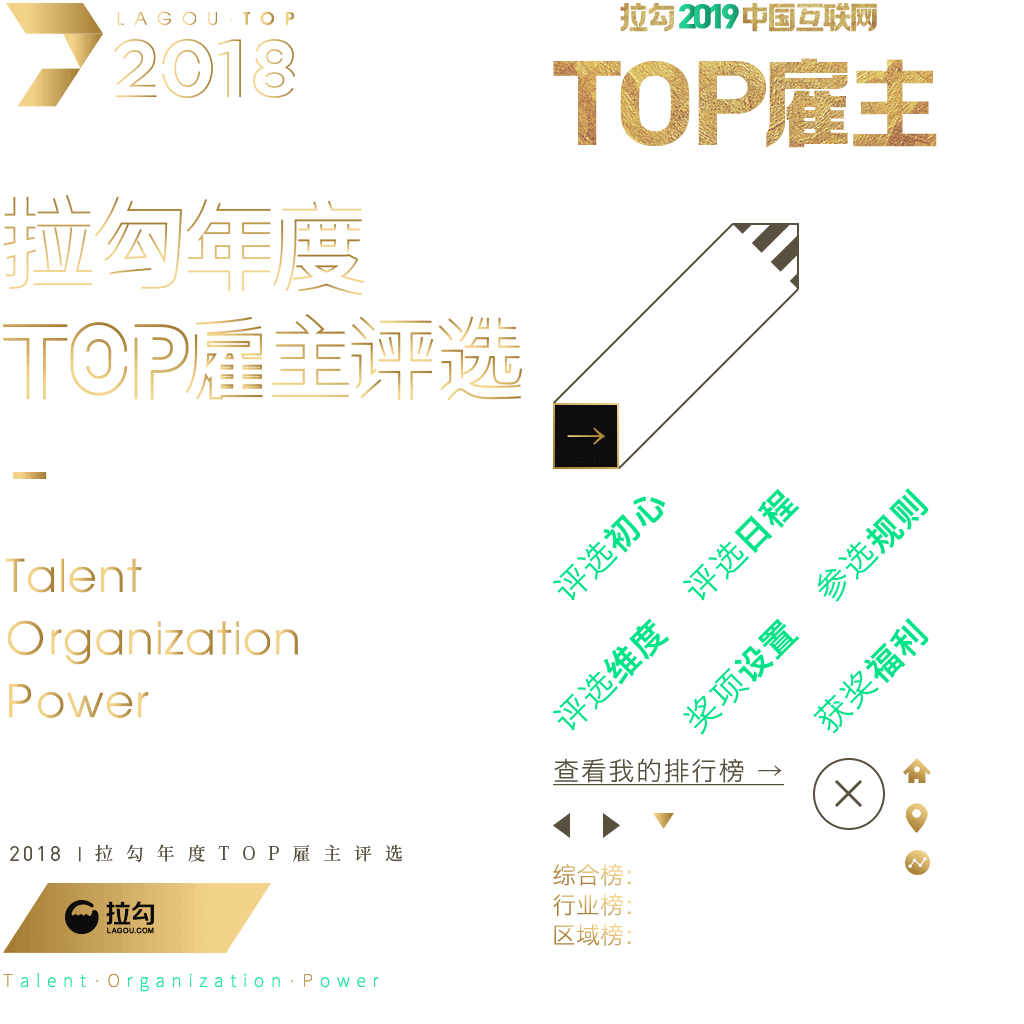 LAGOU·TOP
2018
拉勾2019中国互联网
TOP雇主
拉勾年度
TOP雇主评选
Talent
Organization
Power
评选初心
评选日程
参选规则
评选维度
奖项设置
获奖福利
查看我的排行榜 →
综合榜:
行业榜:
区域榜:
2018 | 拉勾年度TOP雇主评选
拉勾
LAGOU.COM
Talent·Organization·Power